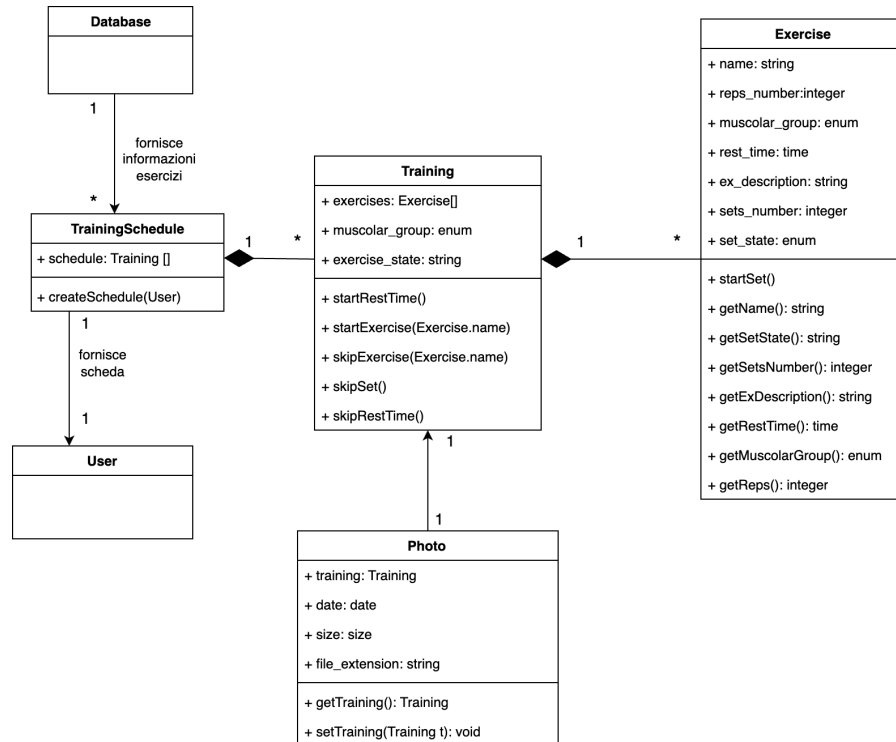 Database
1
fornisce
informazioni
esercizi
*
TrainingSchedule
+ schedule: Training []
+ createSchedule(User)
1
*
1
fornisce
scheda
1
User
Training
+ exercises: Exercise[]
+ muscolar_group: enum
+ exercise_state: string
+ startRestTime()
+ startExercise(Exercise.name)
+ skipExercise(Exercise.name)
+ skipSet()
+ skipRestTime()
1
*
1
1
Exercise
+ name: string
+ reps_number:integer
+ muscolar_group: enum
+ rest_time: time
+ ex_description: string
+ sets_number: integer
+ set_state: enum
+ startSet()
+ getName(): string
+ getSetState(): string
+ getSetsNumber(): integer
+ getExDescription(): string
+ getRestTime(): time
+ getMuscolarGroup(): enum
+ getReps(): integer
Photo
+ training: Training
+ date: date
+ size: size
+ file_extension: string
+ getTraining(): Training
+ setTraining(Training t): void